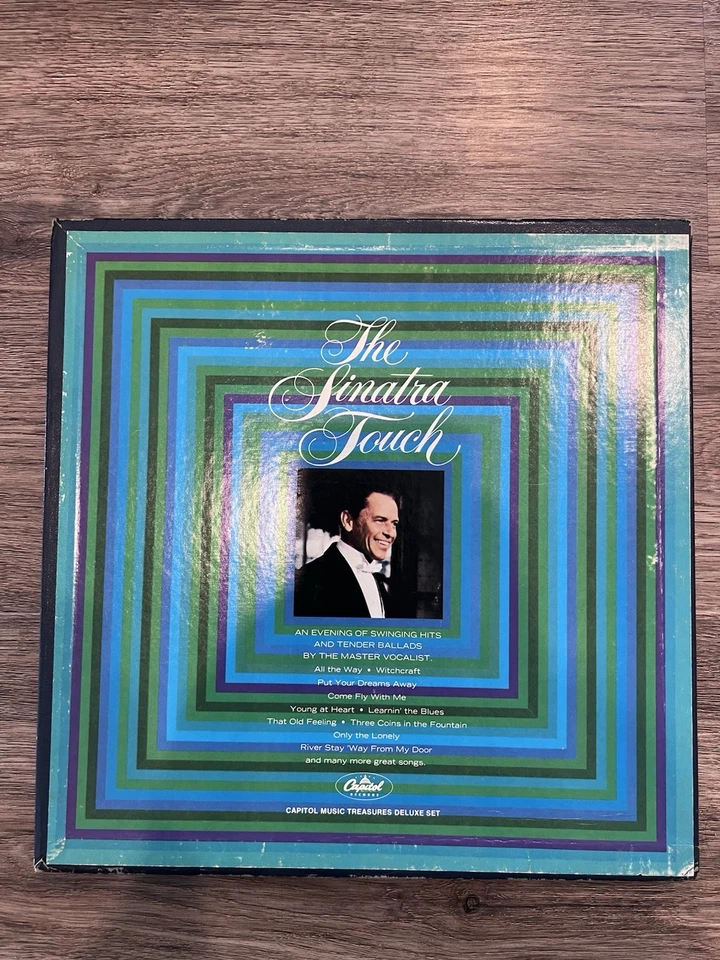 The
Sinatra
Touch
AN EVENING OF SWINGING HITS
AND TENDER BALLADS
BY THE MASTER VOCALIST.
All the Way • Witchcraft
Put Your Dreams Away
Come Fly With Me
Young at Heart • Learnin' the Blues
That Old Feeling • Three Coins in the Fountain
Only the Lonely
River Stay 'Way From My Door
and many more great songs.
Capitol
RECORDS
CAPITOL MUSIC TREASURES DELUXE SET